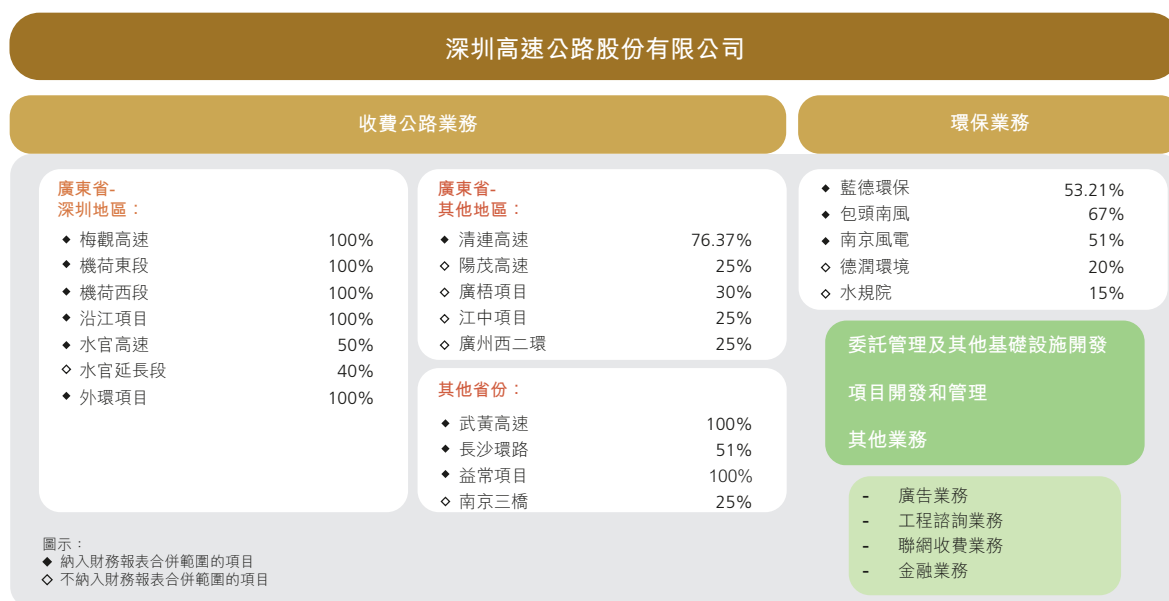 深圳高速公路股份有限公司
收費公路業務
廣東省-
深圳地區：
◆ 梅觀高速 100%
◆ 機荷東段 100%
◆ 機荷西段 100%
◆ 沿江項目 100%
◆ 水官高速 50%
◇ 水官延長段 40%
◆ 外環項目 100%
廣東省-
其他地區：
◆ 清連高速 76.37%
◇ 陽茂高速 25%
◇ 廣梧項目 30%
◇ 江中項目 25%
◇ 廣州西二環 25%
其他省份：
◆ 武黃高速 100%
◆ 長沙環路 51%
◆ 益常項目 100%
◇ 南京三橋 25%
環保業務
◆ 藍德環保 53.21%
◆ 包頭南風 67%
◆ 南京風電 51%
◇ 德潤環境 20%
◇ 水規院 15%
委託管理及其他基礎設施開發
項目開發和管理
其他業務
- 廣告業務
- 工程諮詢業務
- 聯網收費業務
- 金融業務
圖示：
◆ 納入財務報表合併範圍的項目
◇ 不納入財務報表合併範圍的項目